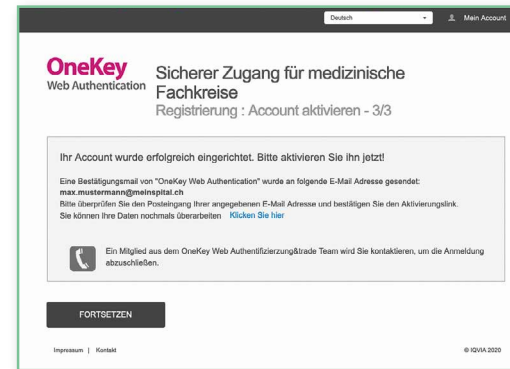 Deutsch
Mein Account
OneKey
Web Authentication
Sicherer Zugang für medizinische
Fachkreise
Registrierung : Account aktivieren - 3/3
Ihr Account wurde erfolgreich eingerichtet. Bitte aktivieren Sie ihn jetzt!
Eine Bestätigungsmail von "OneKey Web Authentication" wurde an folgende E-Mail Adresse gesendet:
max.mustermann@meinspital.ch
Bitte überprüfen Sie den Posteingang Ihrer angegebenen E-Mail Adresse und bestätigen Sie den Aktivierungslink.
Sie können Ihre Daten nochmals überarbeiten Klicken Sie hier
Ein Mitglied aus dem OneKey Web Authentifizierzung&trade Team wird Sie kontaktieren, um die Anmeldung
abzuschließen.
FORTSETZEN
Impressum | Kontakt
© IQVIA 2020